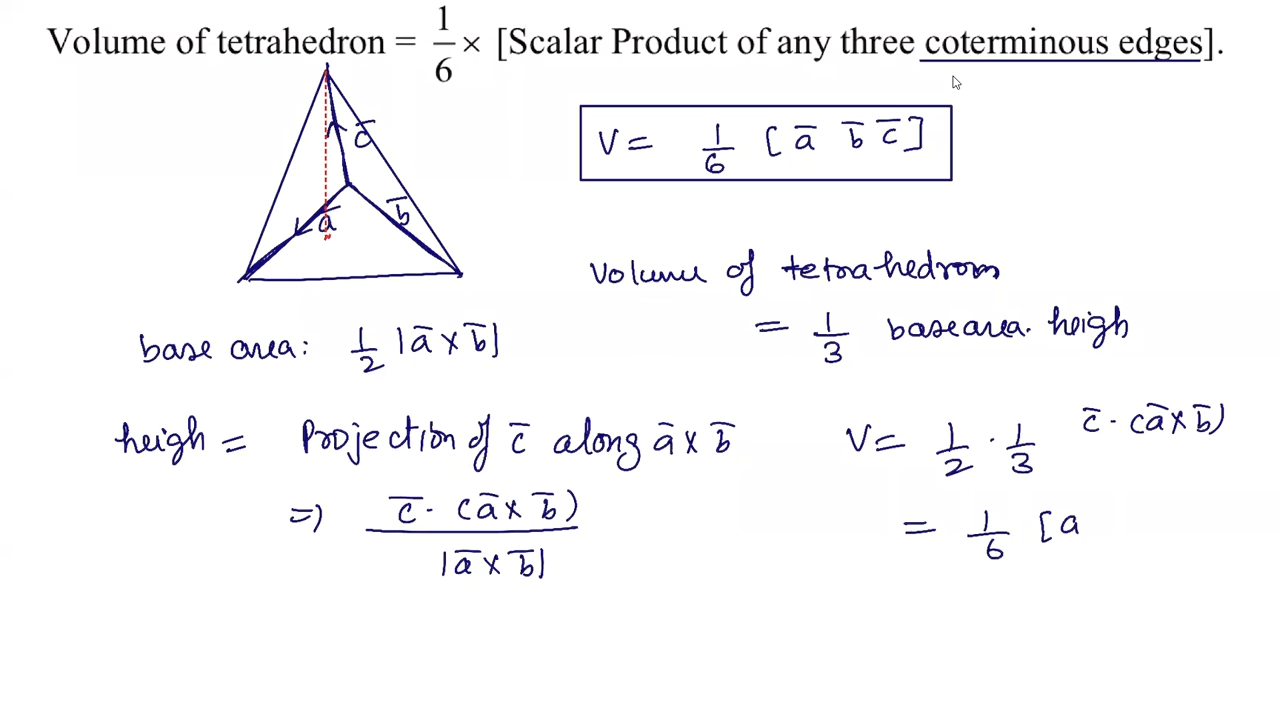 Volume of tetrahedron = 1/6 × [Scalar Product of any three coterminous edges].
c̅
a̅
b̅
V = 1/6 [a̅ b̅ c̅]
Volume of tetrahedrom
= 1/3 basearea. heigh
base area: 1/2 |a̅ × b̅|
heigh = Projection of c̅ along a̅ × b̅
=> c̅ · (a̅ × b̅) / |a̅ × b̅|
V = 1/2 · 1/3 c̅ · (a̅ × b̅)
= 1/6 [a